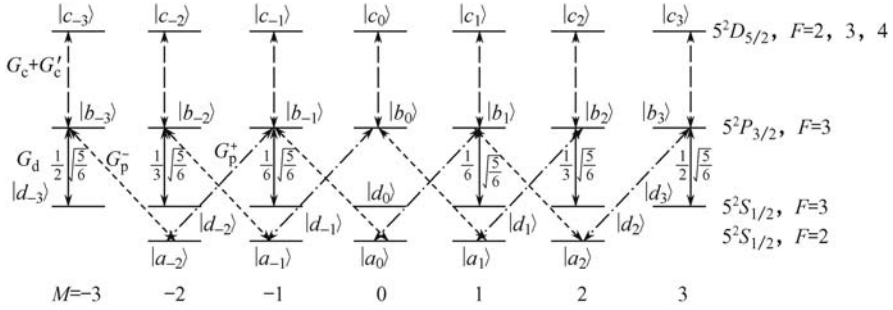 |c₋₃⟩ |c₋₂⟩ |c₋₁⟩ |c₀⟩ |c₁⟩ |c₂⟩ |c₃⟩
5²D₅/₂, F=2, 3, 4
G_c+G′_c
|b₋₃⟩ |b₋₂⟩ |b₋₁⟩ |b₀⟩ |b₁⟩ |b₂⟩ |b₃⟩
5²P₃/₂, F=3
G_d 1/2 √5/6 G_p⁻ 1/3 √5/6 G_p⁺ 1/6 √5/6 1/6 √5/6 1/3 √5/6 1/2 √5/6
|d₋₃⟩ |d₋₂⟩ |d₋₁⟩ |d₀⟩ |d₁⟩ |d₂⟩ |d₃⟩
5²S₁/₂, F=3
5²S₁/₂, F=2
|a₋₂⟩ |a₋₁⟩ |a₀⟩ |a₁⟩ |a₂⟩
M=−3 −2 −1 0 1 2 3